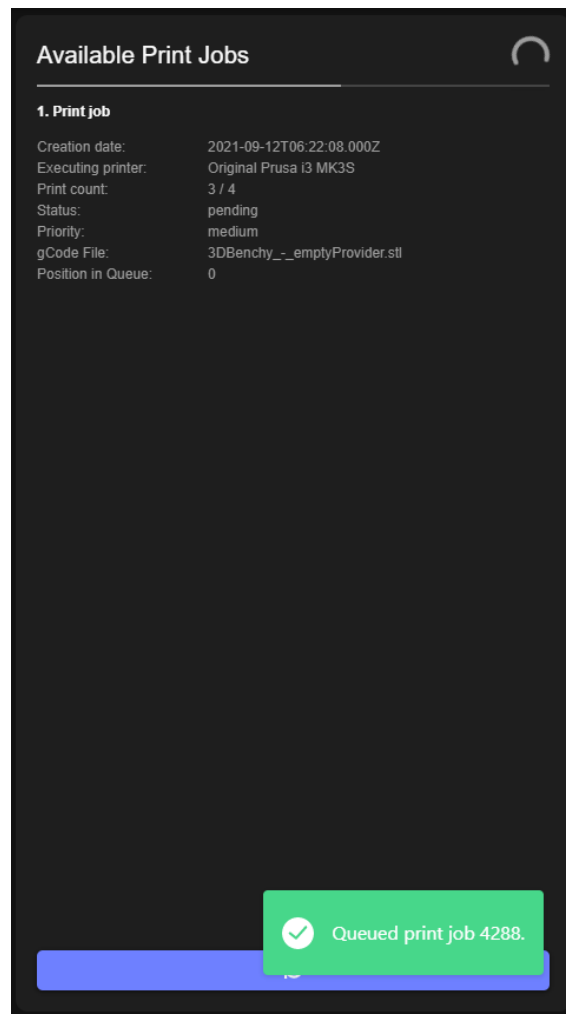 Available Print Jobs
1. Print job
Creation date: 2021-09-12T06:22:08.000Z
Executing printer: Original Prusa i3 MK3S
Print count: 3 / 4
Status: pending
Priority: medium
gCode File: 3DBenchy_-_emptyProvider.stl
Position in Queue: 0
Queued print job 4288.